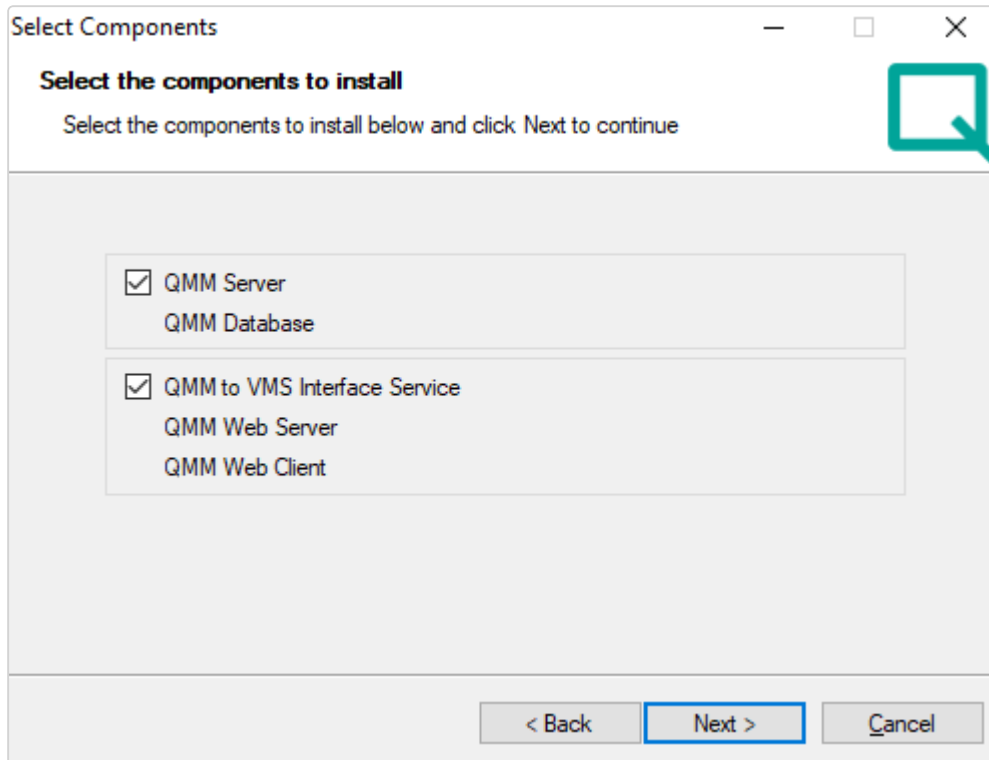 Select Components
Select the components to install
Select the components to install below and click Next to continue
QMM Server
QMM Database
QMM to VMS Interface Service
QMM Web Server
QMM Web Client
< Back Next > Cancel